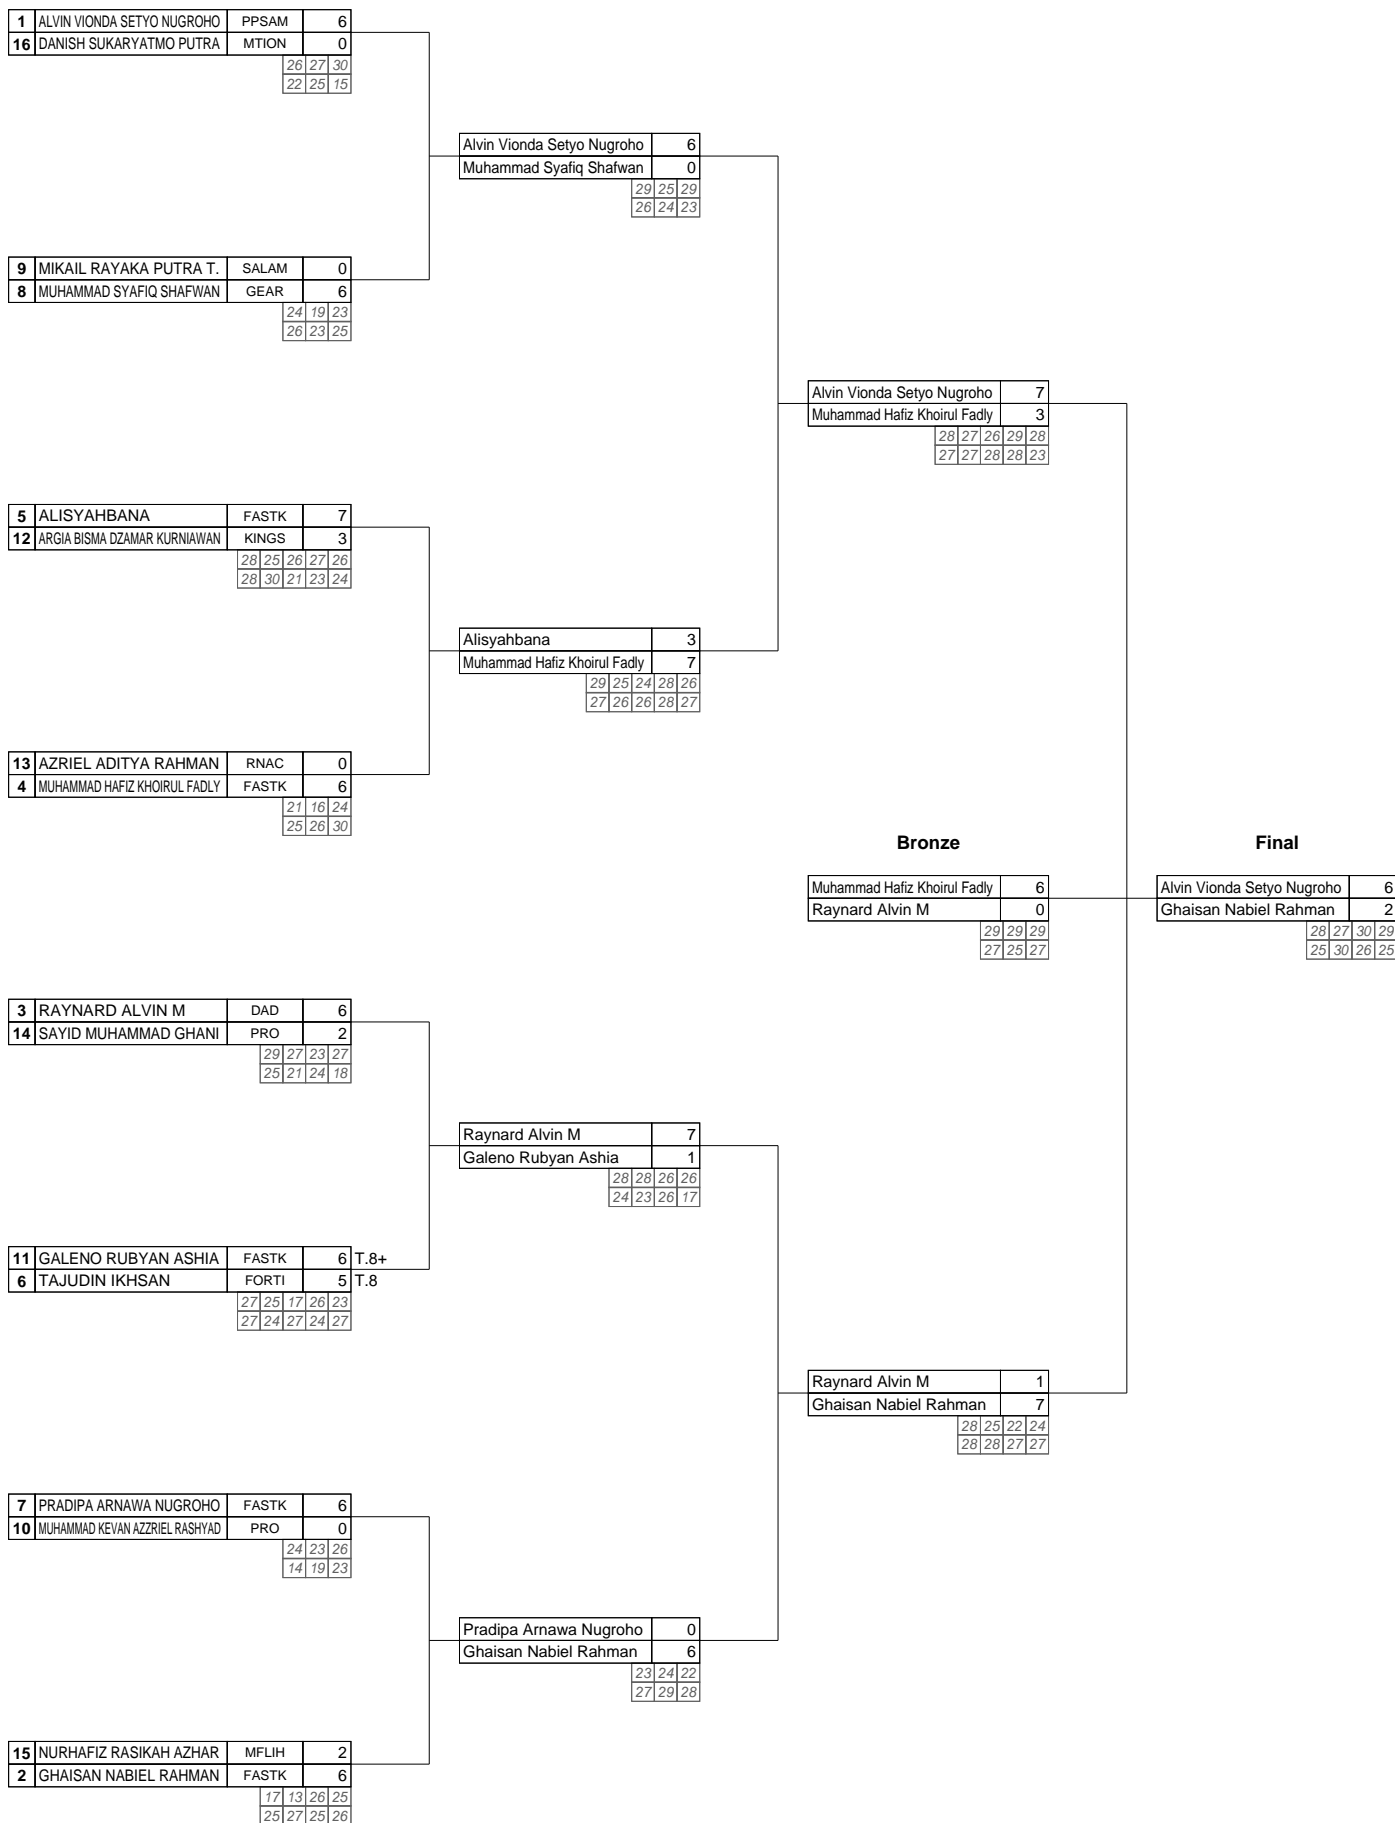 1 ALVIN VIONDA SETYO NUGROHO PPSAM 6
16 DANISH SUKARYATMO PUTRA MTION 0
26 27 30
22 25 15
Alvin Vionda Setyo Nugroho 6
Muhammad Syafiq Shafwan 0
29 25 29
26 24 23
9 MIKAIL RAYAKA PUTRA T. SALAM 0
8 MUHAMMAD SYAFIQ SHAFWAN GEAR 6
24 19 23
26 23 25
Alvin Vionda Setyo Nugroho 7
Muhammad Hafiz Khoirul Fadly 3
28 27 26 29 28
27 27 28 28 23
5 ALISYAHBANA FASTK 7
12 ARGIA BISMA DZAMAR KURNIAWAN KINGS 3
28 25 26 27 26
28 30 21 23 24
Alisyahbana 3
Muhammad Hafiz Khoirul Fadly 7
29 25 24 28 26
27 26 26 28 27
13 AZRIEL ADITYA RAHMAN RNAC 0
4 MUHAMMAD HAFIZ KHOIRUL FADLY FASTK 6
21 16 24
25 26 30
Bronze Final
Muhammad Hafiz Khoirul Fadly 6 Alvin Vionda Setyo Nugroho 6
Raynard Alvin M 0 Ghaisan Nabiel Rahman 2
29 29 29 28 27 30 29
27 25 27 25 30 26 25
3 RAYNARD ALVIN M DAD 6
14 SAYID MUHAMMAD GHANI PRO 2
29 27 23 27
25 21 24 18
Raynard Alvin M 7
Galeno Rubyan Ashia 1
28 28 26 26
24 23 26 17
11 GALENO RUBYAN ASHIA FASTK 6 T.8+
6 TAJUDIN IKHSAN FORTI 5 T.8
27 25 17 26 23
27 24 27 24 27
Raynard Alvin M 1
Ghaisan Nabiel Rahman 7
28 25 22 24
28 28 27 27
7 PRADIPA ARNAWA NUGROHO FASTK 6
10 MUHAMMAD KEVAN AZZRIEL RASHYAD PRO 0
24 23 26
14 19 23
Pradipa Arnawa Nugroho 0
Ghaisan Nabiel Rahman 6
23 24 22
27 29 28
15 NURHAFIZ RASIKAH AZHAR MFLIH 2
2 GHAISAN NABIEL RAHMAN FASTK 6
17 13 26 25
25 27 25 26